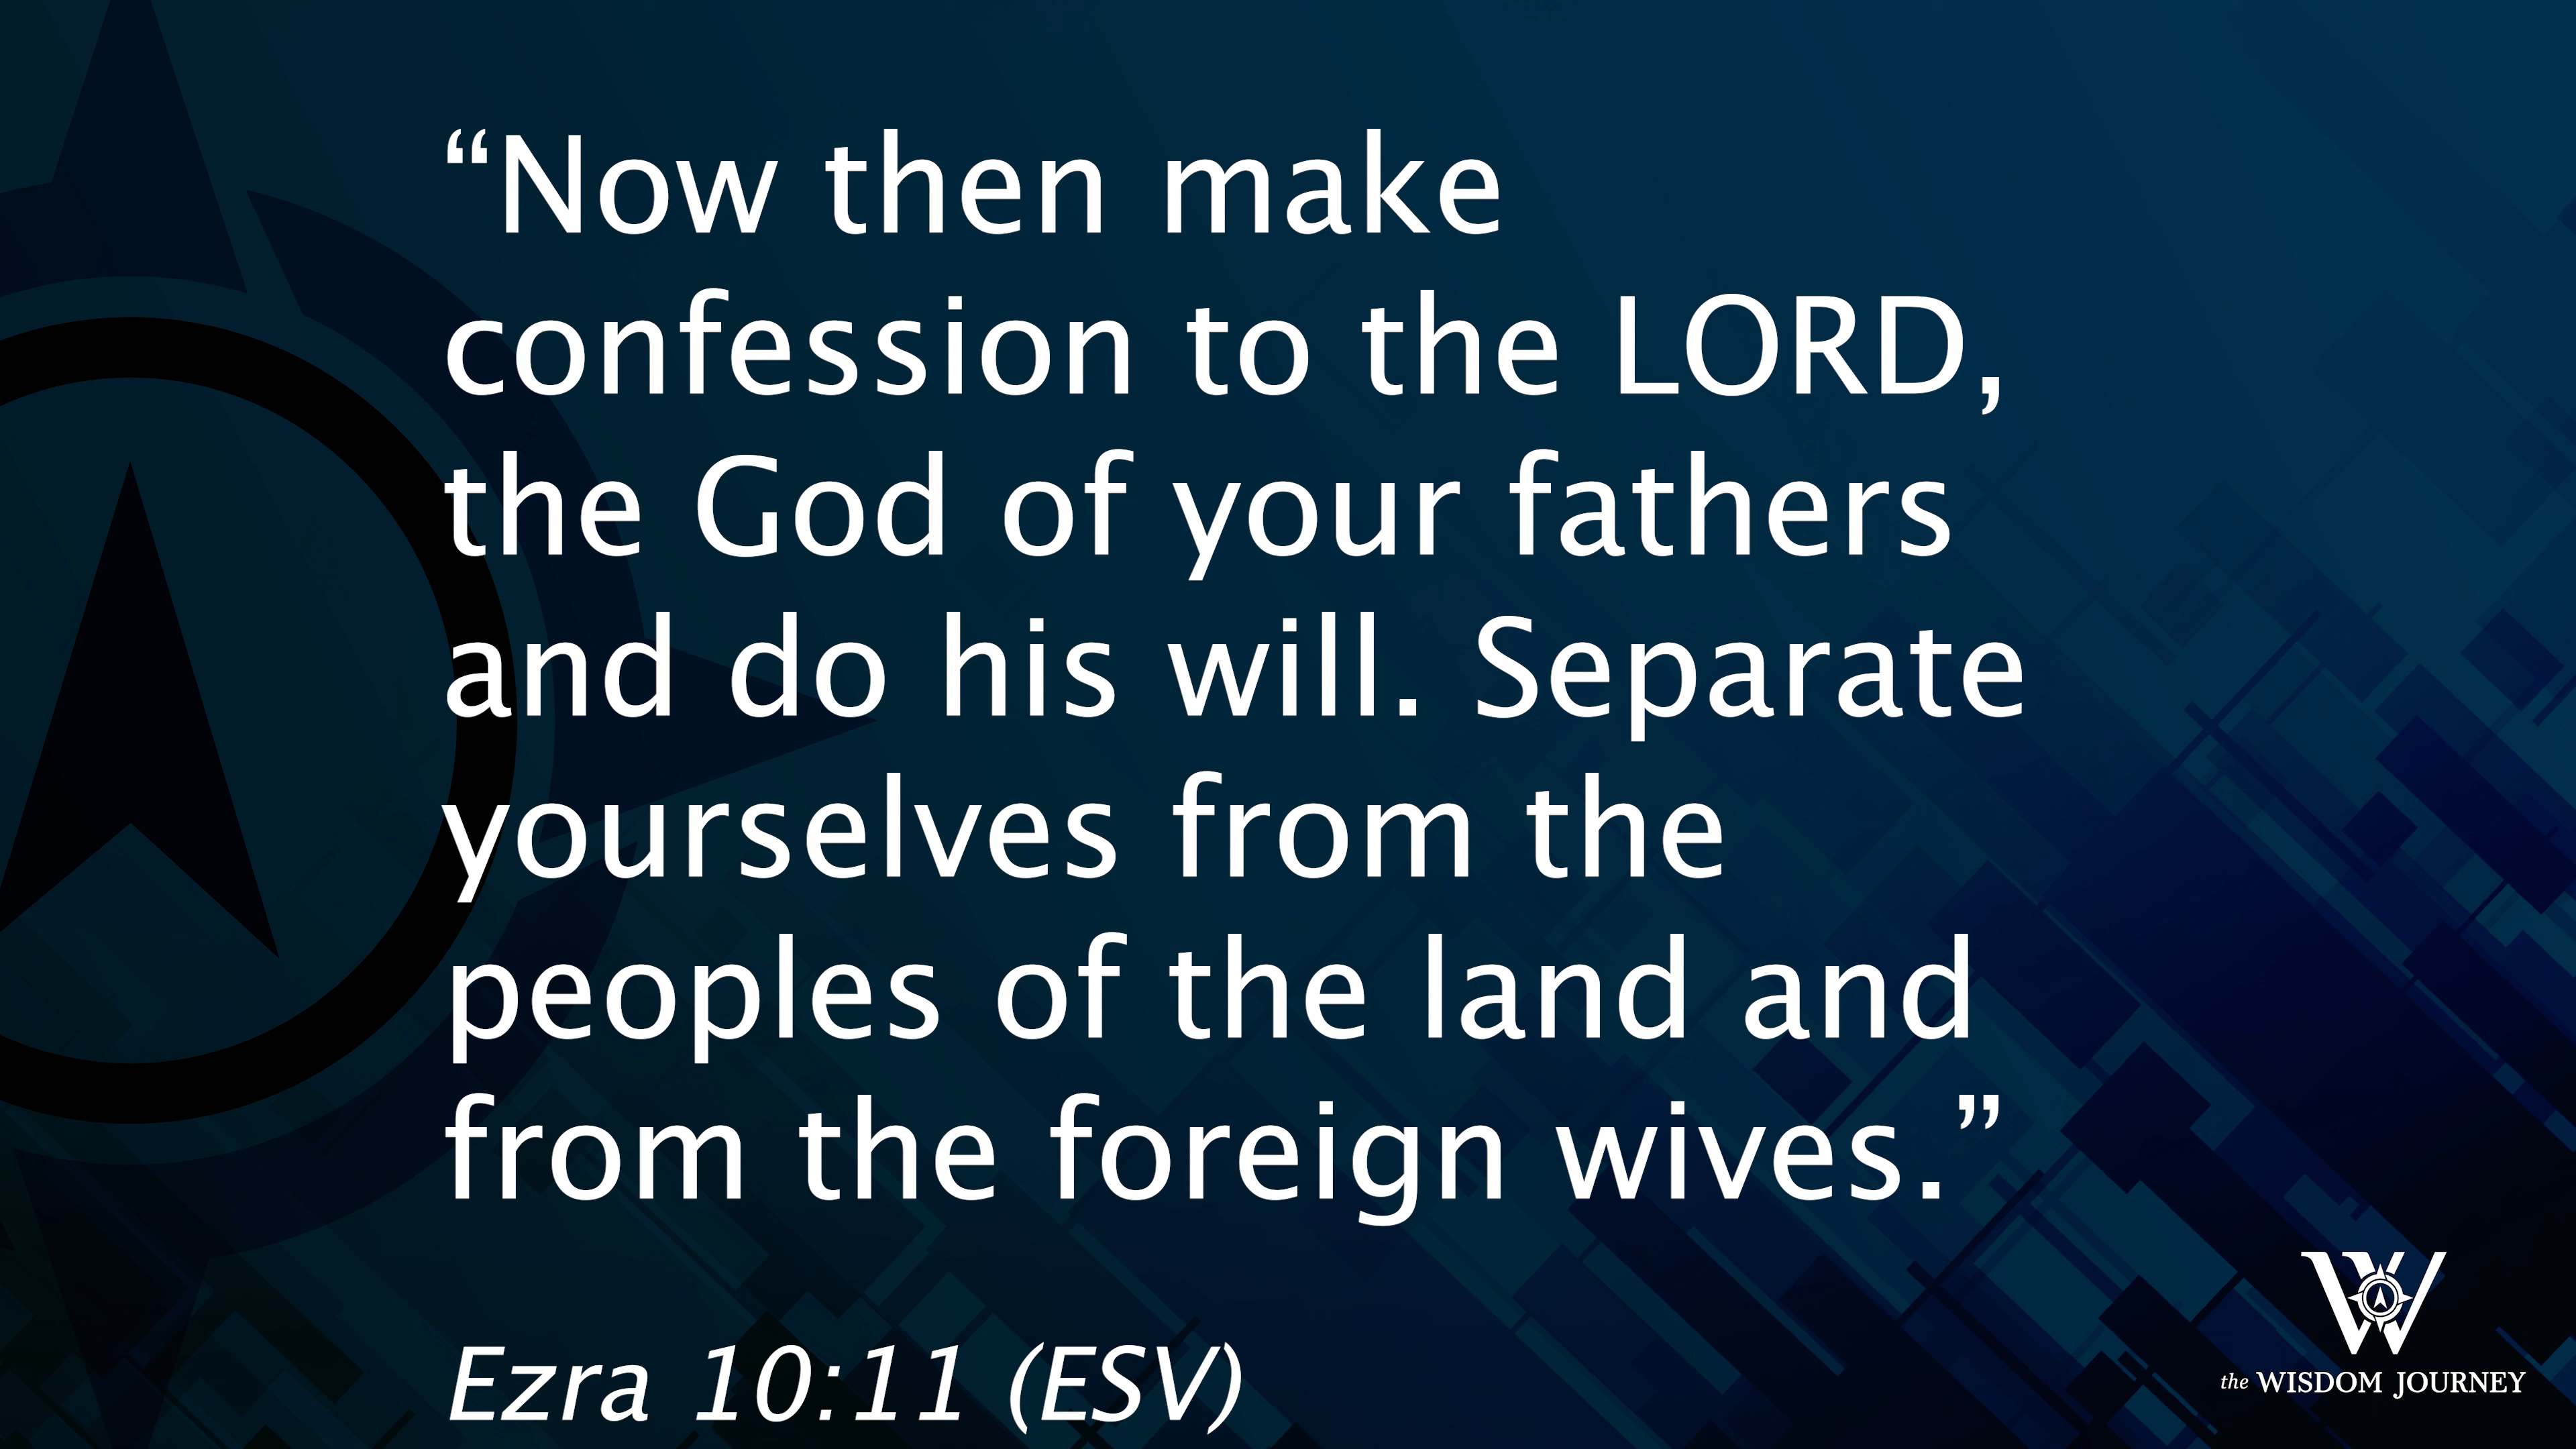 “Now then make
confession to the LORD,
the God of your fathers
and do his will. Separate
yourselves from the
peoples of the land and
from the foreign wives.”
Ezra 10:11 (ESV)
W
the WISDOM JOURNEY